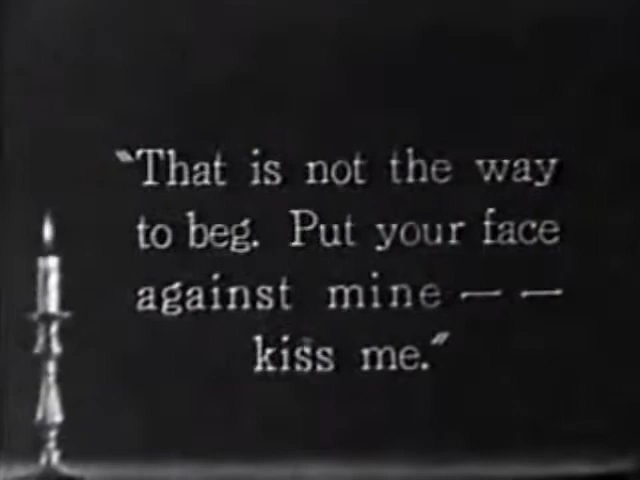 "That is not the way
to beg. Put your face
against mine — —
kiss me."